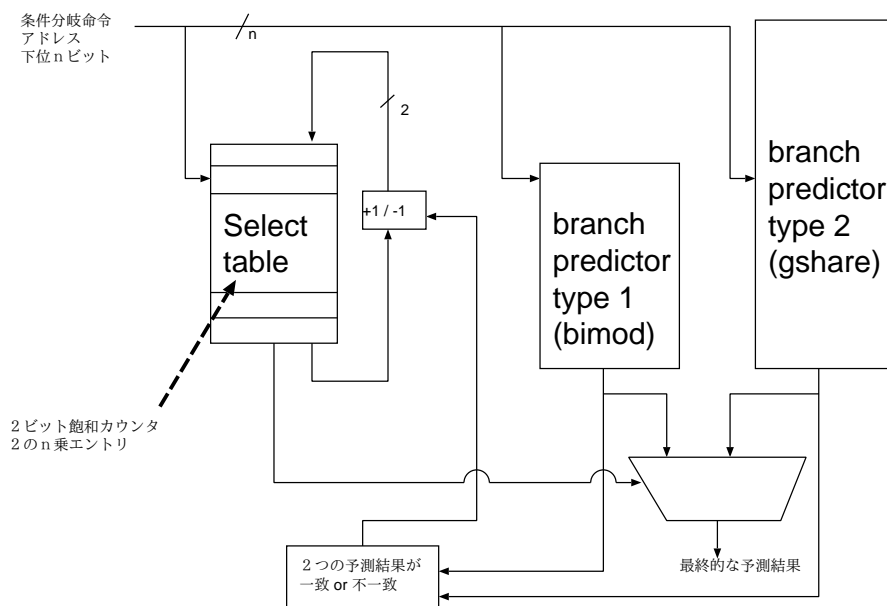 条件分岐命令
アドレス
下位ｎビット
n
2
+1 / -1
Select
table
branch
predictor
type 1
(bimod)
branch
predictor
type 2
(gshare)
２ビット飽和カウンタ
２のｎ乗エントリ
２つの予測結果が
一致 or 不一致
最終的な予測結果